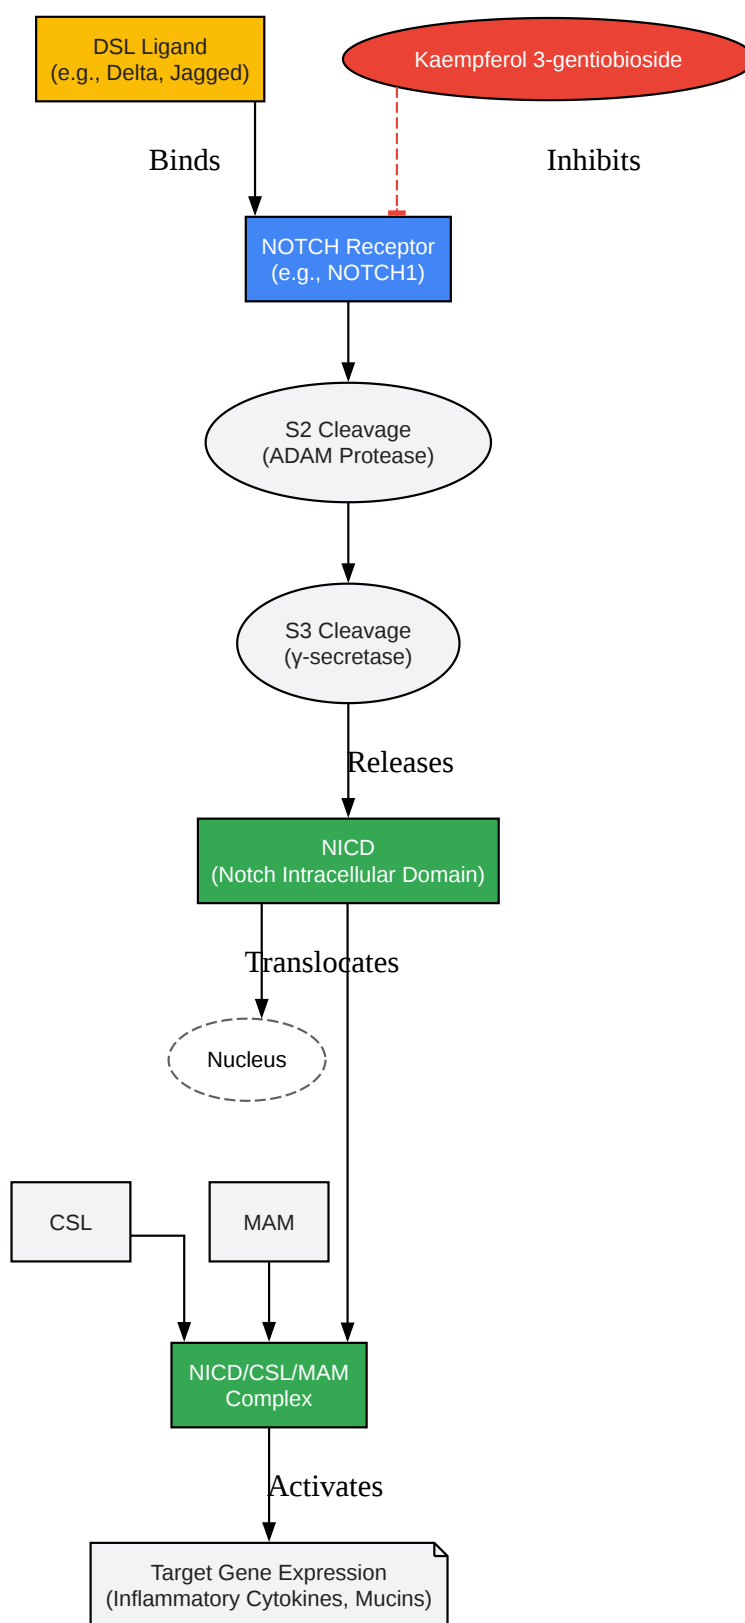 DSL Ligand
(e.g., Delta, Jagged)
Kaempferol 3-gentiobioside
Binds
Inhibits
NOTCH Receptor
(e.g., NOTCH1)
S2 Cleavage
(ADAM Protease)
S3 Cleavage
(γ-secretase)
Releases
NICD
(Notch Intracellular Domain)
Translocates
Nucleus
CSL
MAM
NICD/CSL/MAM
Complex
Activates
Target Gene Expression
(Inflammatory Cytokines, Mucins)